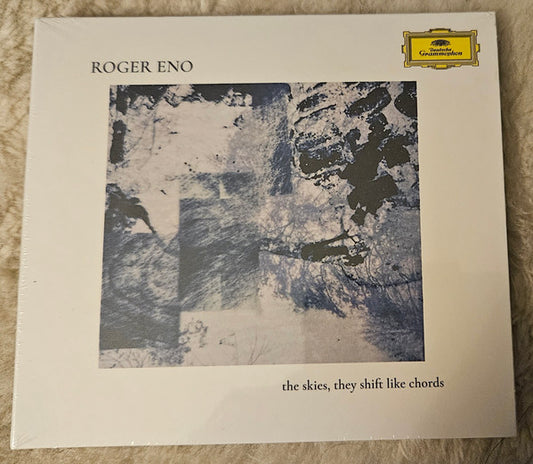 ROGER ENO
Deutsche
Grammophon
the skies, they shift like chords